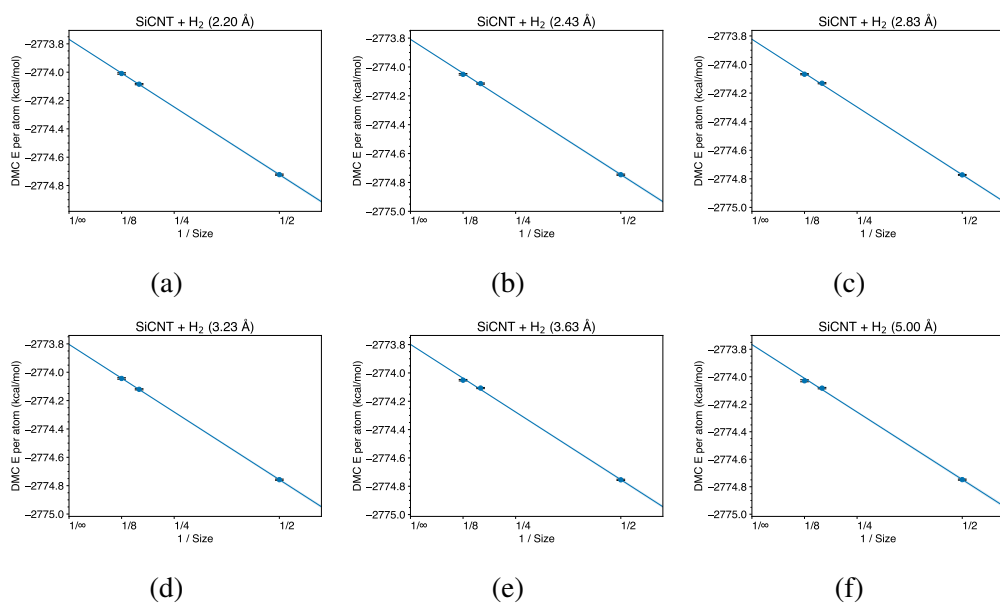 SiCNT + H₂ (2.20 Å)
DMC E per atom (kcal/mol)
−2773.8
−2774.0
−2774.2
−2774.4
−2774.6
−2774.8
1/∞ 1/8 1/4 1/2
1 / Size
(a)
SiCNT + H₂ (2.43 Å)
DMC E per atom (kcal/mol)
−2773.8
−2774.0
−2774.2
−2774.4
−2774.6
−2774.8
−2775.0
1/∞ 1/8 1/4 1/2
1 / Size
(b)
SiCNT + H₂ (2.83 Å)
DMC E per atom (kcal/mol)
−2773.8
−2774.0
−2774.2
−2774.4
−2774.6
−2774.8
−2775.0
1/∞ 1/8 1/4 1/2
1 / Size
(c)
SiCNT + H₂ (3.23 Å)
DMC E per atom (kcal/mol)
−2773.8
−2774.0
−2774.2
−2774.4
−2774.6
−2774.8
−2775.0
1/∞ 1/8 1/4 1/2
1 / Size
(d)
SiCNT + H₂ (3.63 Å)
DMC E per atom (kcal/mol)
−2773.8
−2774.0
−2774.2
−2774.4
−2774.6
−2774.8
−2775.0
1/∞ 1/8 1/4 1/2
1 / Size
(e)
SiCNT + H₂ (5.00 Å)
DMC E per atom (kcal/mol)
−2773.8
−2774.0
−2774.2
−2774.4
−2774.6
−2774.8
−2775.0
1/∞ 1/8 1/4 1/2
1 / Size
(f)